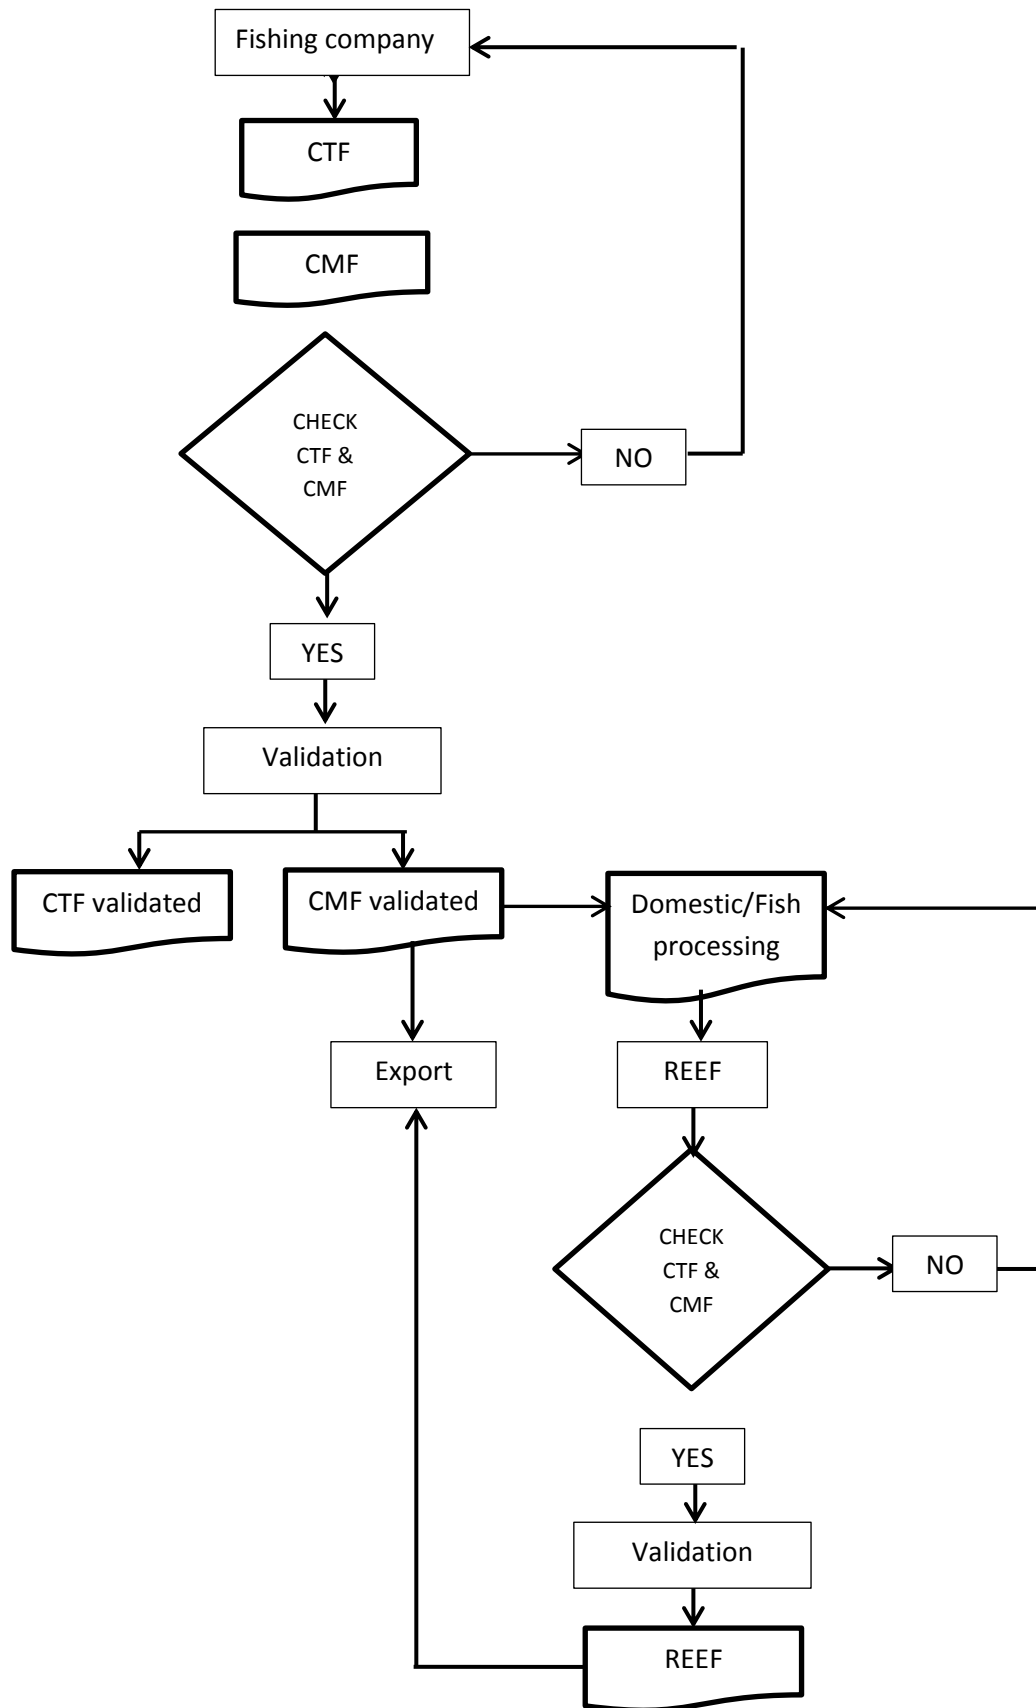 Fishing company
CTF
CMF
CHECK
CTF &
CMF
NO
YES
Validation
CTF validated
CMF validated
Domestic/Fish
processing
Export
REEF
CHECK
CTF &
CMF
NO
YES
Validation
REEF